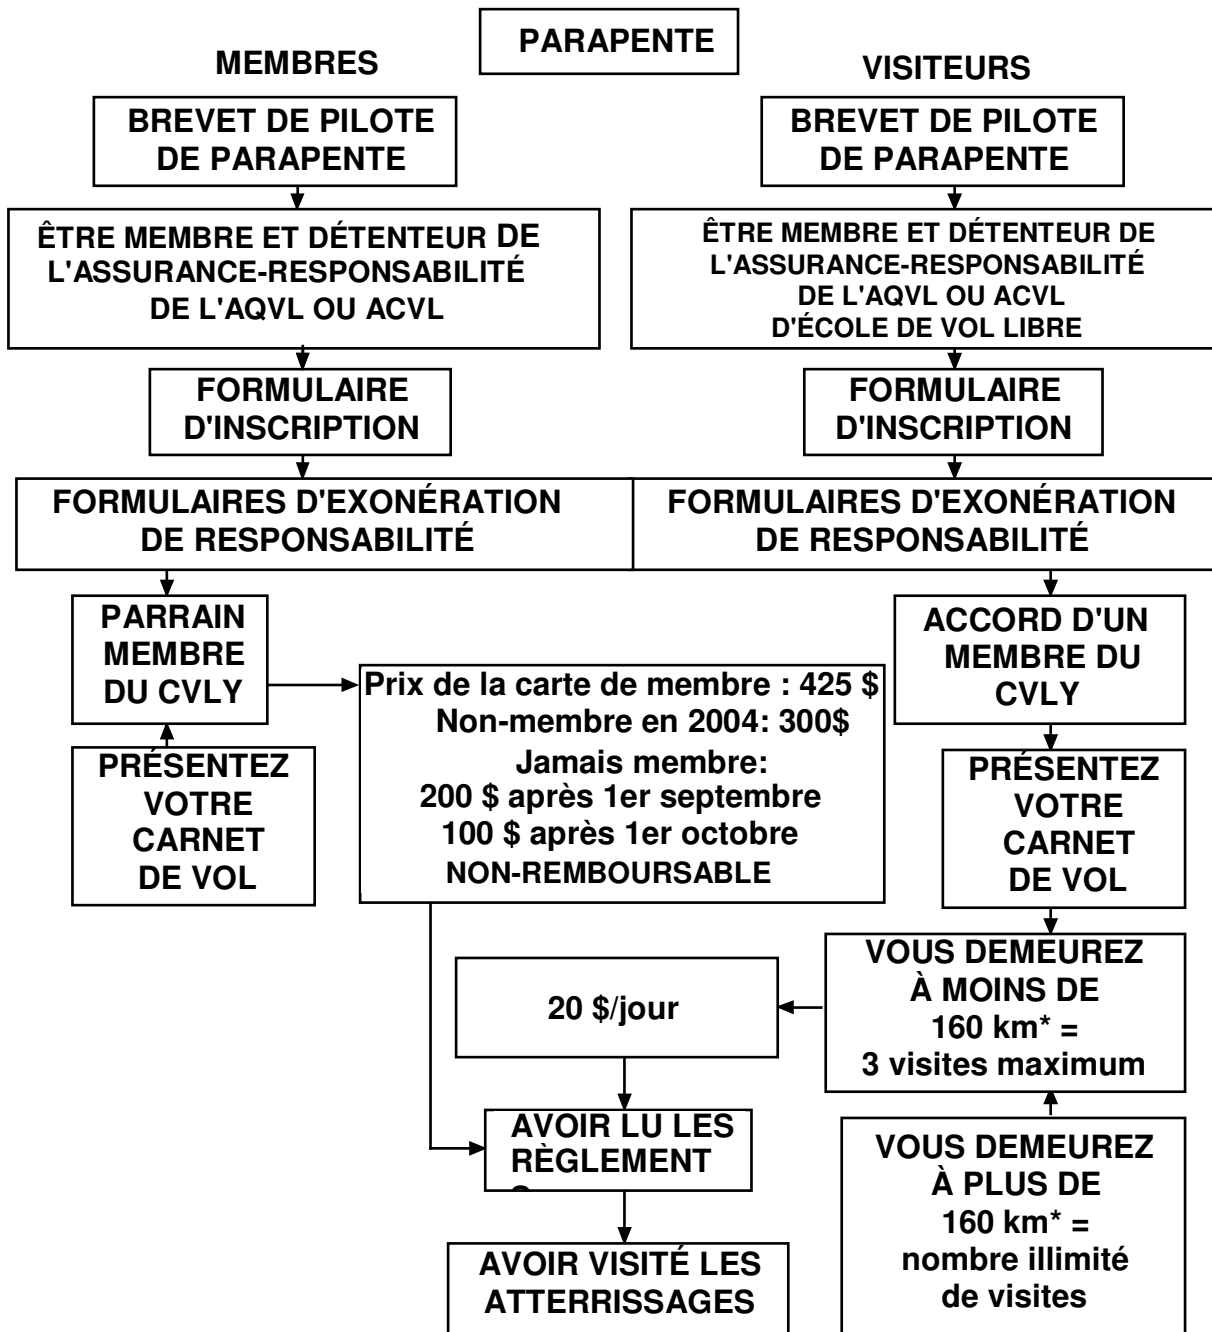 PARAPENTE
MEMBRES
BREVET DE PILOTE
DE PARAPENTE
ÊTRE MEMBRE ET DÉTENTEUR DE
L'ASSURANCE-RESPONSABILITÉ
DE L'AQVL OU ACVL
FORMULAIRE
D'INSCRIPTION
FORMULAIRES D'EXONÉRATION
DE RESPONSABILITÉ
PARRAIN
MEMBRE
DU CVLY
PRÉSENTEZ
VOTRE
CARNET
DE VOL
Prix de la carte de membre : 425 $
Non-membre en 2004: 300$
Jamais membre:
200 $ après 1er septembre
100 $ après 1er octobre
NON-REMBOURSABLE
VISITEURS
BREVET DE PILOTE
DE PARAPENTE
ÊTRE MEMBRE ET DÉTENTEUR DE
L'ASSURANCE-RESPONSABILITÉ
DE L'AQVL OU ACVL
D'ÉCOLE DE VOL LIBRE
FORMULAIRE
D'INSCRIPTION
FORMULAIRES D'EXONÉRATION
DE RESPONSABILITÉ
ACCORD D'UN
MEMBRE DU
CVLY
PRÉSENTEZ
VOTRE
CARNET
DE VOL
VOUS DEMEUREZ
À MOINS DE
160 km* =
3 visites maximum
VOUS DEMEUREZ
À PLUS DE
160 km* =
nombre illimité
de visites
20 $/jour
AVOIR LU LES
RÈGLEMENT
AVOIR VISITÉ LES
ATTERRISSAGES